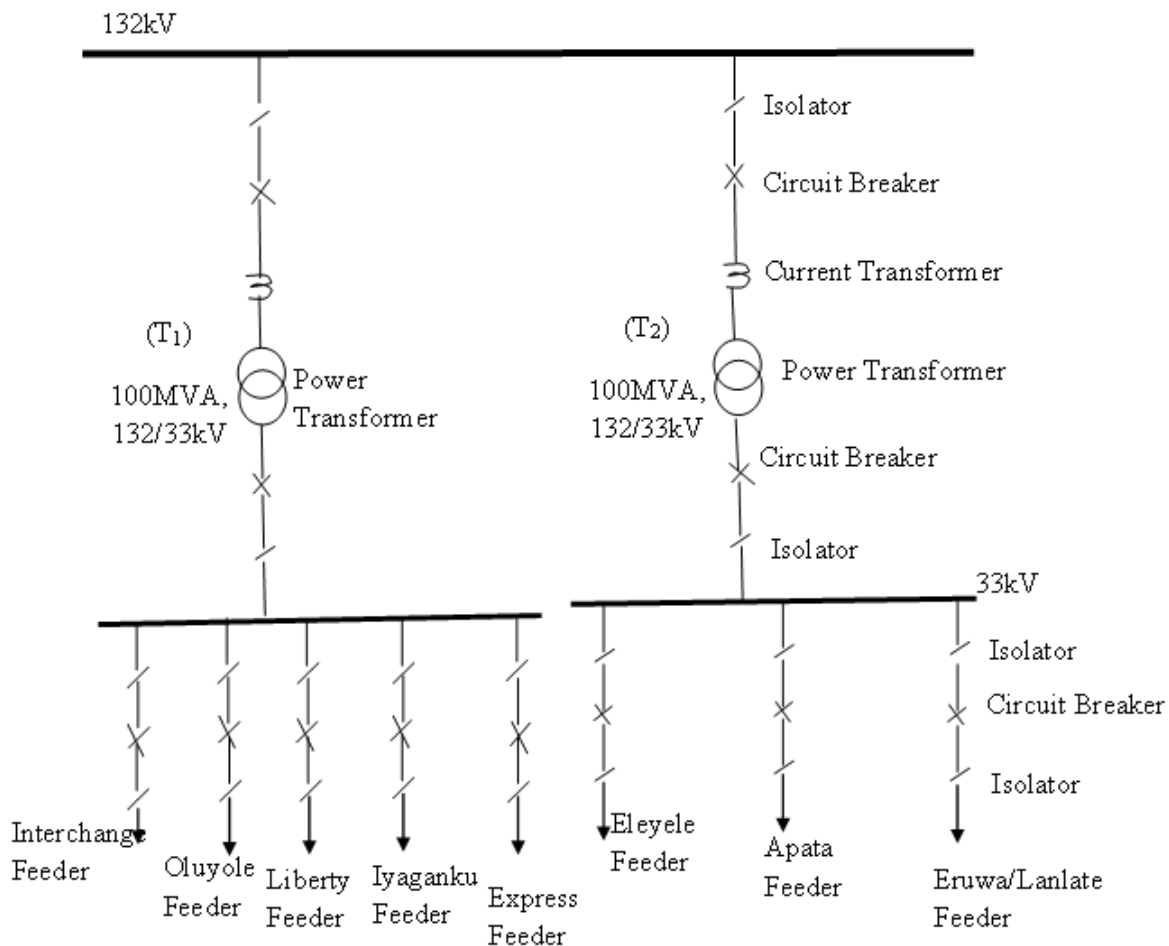 132kV
Isolator
Circuit Breaker
Current Transformer
(T₁)
100MVA,
132/33kV
Power
Transformer
(T₂)
100MVA,
132/33kV
Power Transformer
Circuit Breaker
Isolator
33kV
Isolator
Circuit Breaker
Isolator
Interchange
Feeder
Oluyole
Feeder
Liberty
Feeder
Iyaganku
Feeder
Express
Feeder
Eleyele
Feeder
Apata
Feeder
Eruwa/Lanlate
Feeder